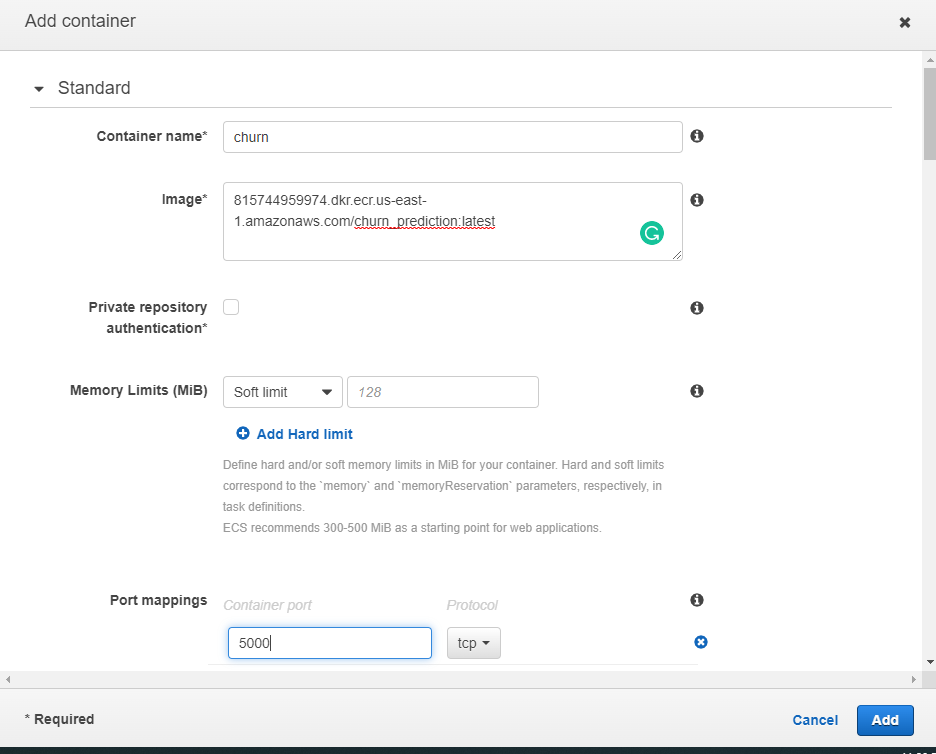 Add container
Standard
Container name*
churn
Image*
815744959974.dkr.ecr.us-east-
1.amazonaws.com/churn_prediction:latest
Private repository
authentication*
Memory Limits (MiB)
Soft limit
128
Add Hard limit
Define hard and/or soft memory limits in MiB for your container. Hard and soft limits
correspond to the `memory` and `memoryReservation` parameters, respectively, in
task definitions.
ECS recommends 300-500 MiB as a starting point for web applications.
Port mappings
Container port
Protocol
5000
tcp
* Required
Cancel
Add